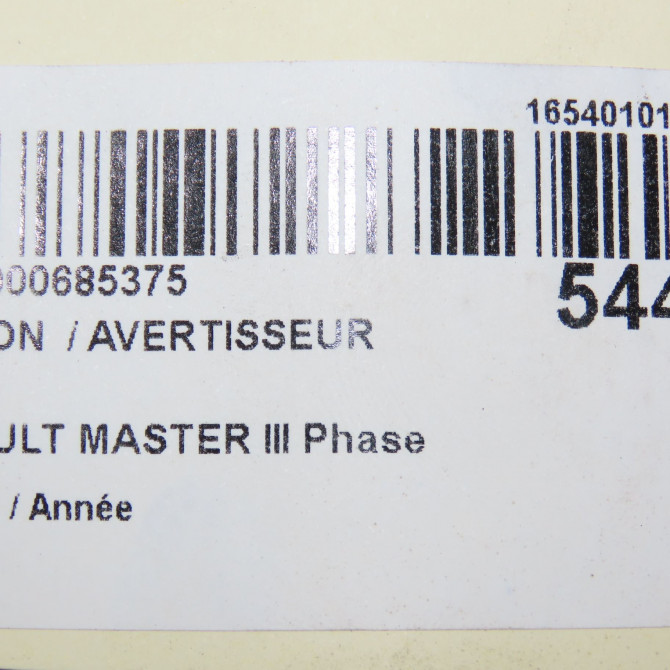 16540101
000685375
544
ON / AVERTISSEUR
ULT MASTER III Phase
/ Année